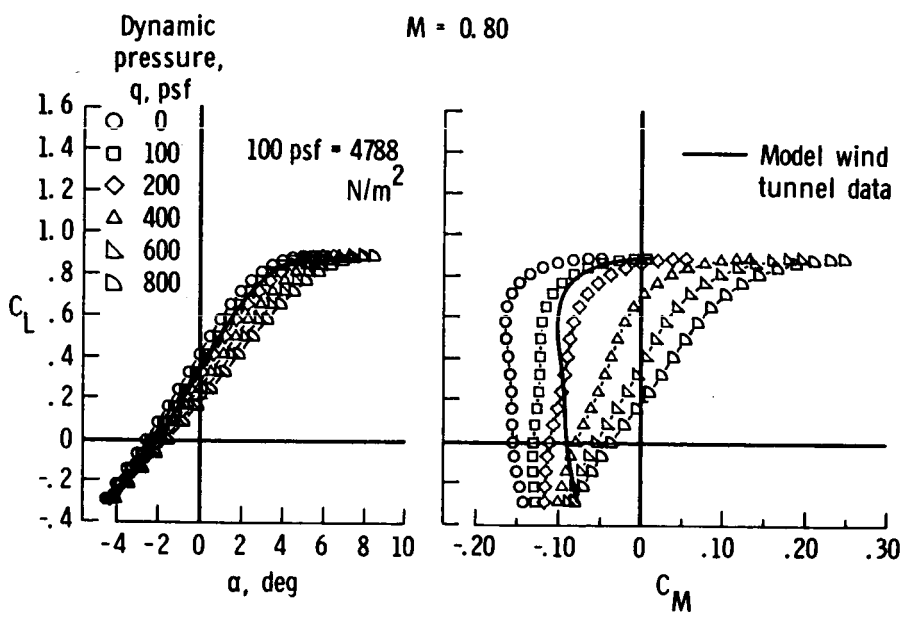 Dynamic
pressure,
q, psf
M = 0.80
0
100
200
400
600
800
100 psf = 4788
N/m2
Model wind
tunnel data
1.6
1.4
1.2
1.0
.8
.6
.4
.2
0
-.2
-.4
CL
-4 -2 0 2 4 6 8 10
α, deg
-.20 -.10 0 .10 .20 .30
CM